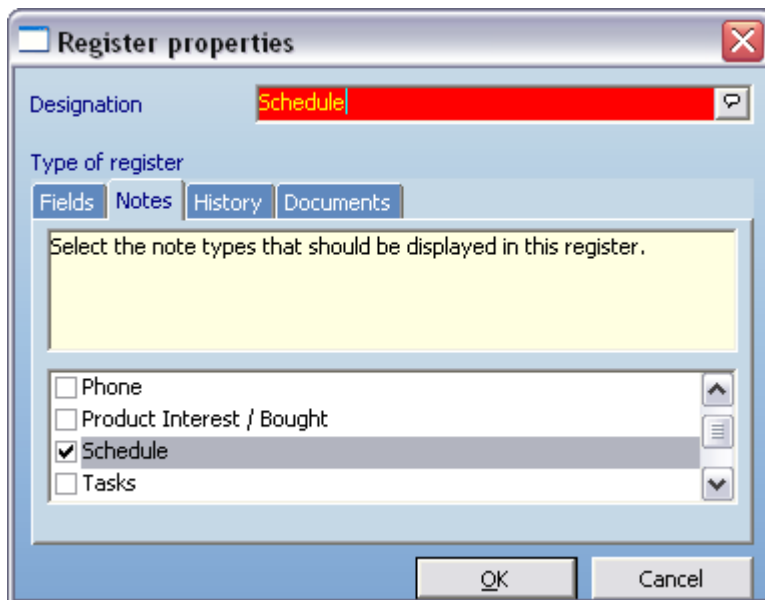 Register properties
Designation
Schedule
Type of register
Fields Notes History Documents
Select the note types that should be displayed in this register.
Phone
Product Interest / Bought
Schedule
Tasks
OK Cancel